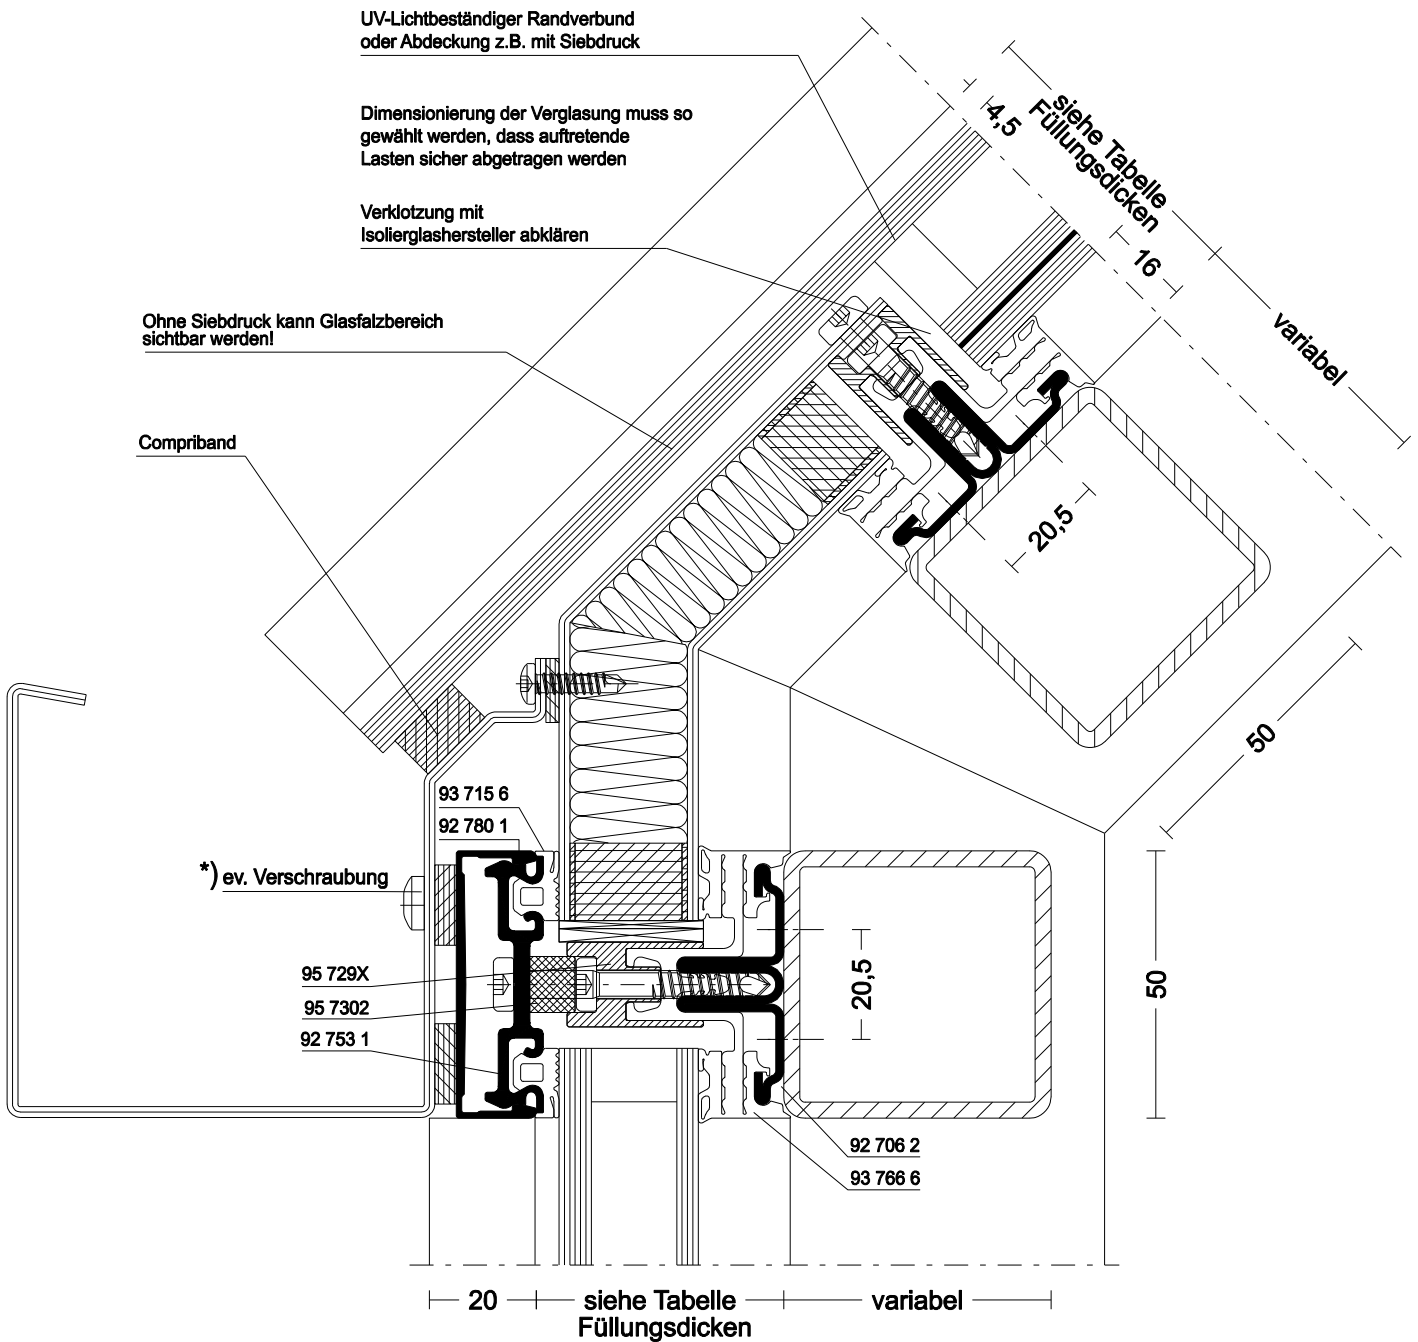 UV-Lichtbeständiger Randverbund
oder Abdeckung z.B. mit Siebdruck
Dimensionierung der Verglasung muss so
gewählt werden, dass auftretende
Lasten sicher abgetragen werden
Verklotzung mit
Isolierglashersteller abklären
Ohne Siebdruck kann Glasfalzbereich
sichtbar werden!
Compriband
4,5
siehe Tabelle
Füllungsdicken
16
variabel
20,5
50
93 715 6
92 780 1
*) ev. Verschraubung
95 729X
95 7302
92 753 1
20,5
50
92 706 2
93 766 6
20
siehe Tabelle
Füllungsdicken
variabel